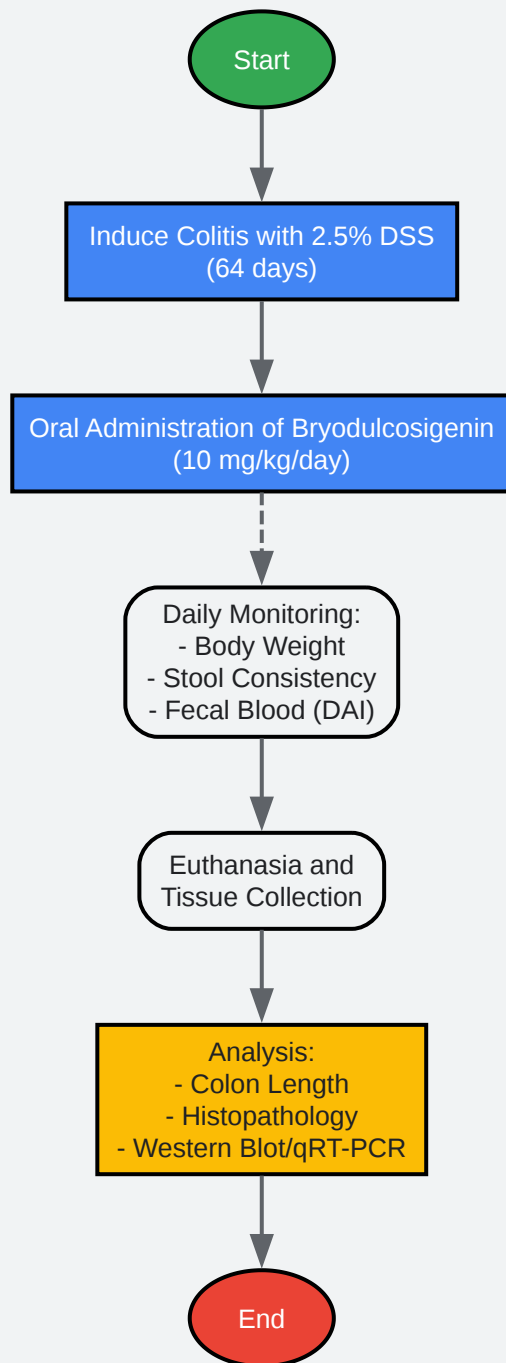 Start
Induce Colitis with 2.5% DSS
(64 days)
Oral Administration of Bryodulcosigenin
(10 mg/kg/day)
Daily Monitoring:
- Body Weight
- Stool Consistency
- Fecal Blood (DAI)
Euthanasia and
Tissue Collection
Analysis:
- Colon Length
- Histopathology
- Western Blot/qRT-PCR
End